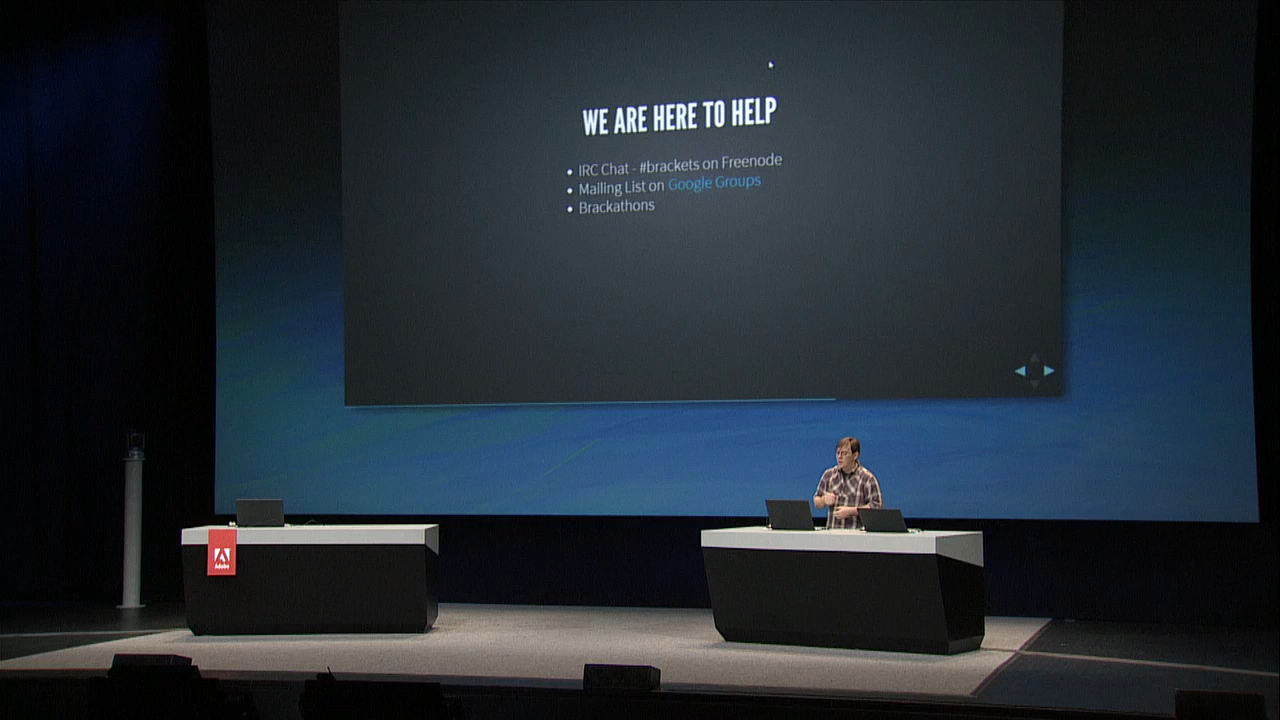 WE ARE HERE TO HELP
• IRC Chat - #brackets on Freenode
• Mailing List on Google Groups
• Brackathons
Adobe